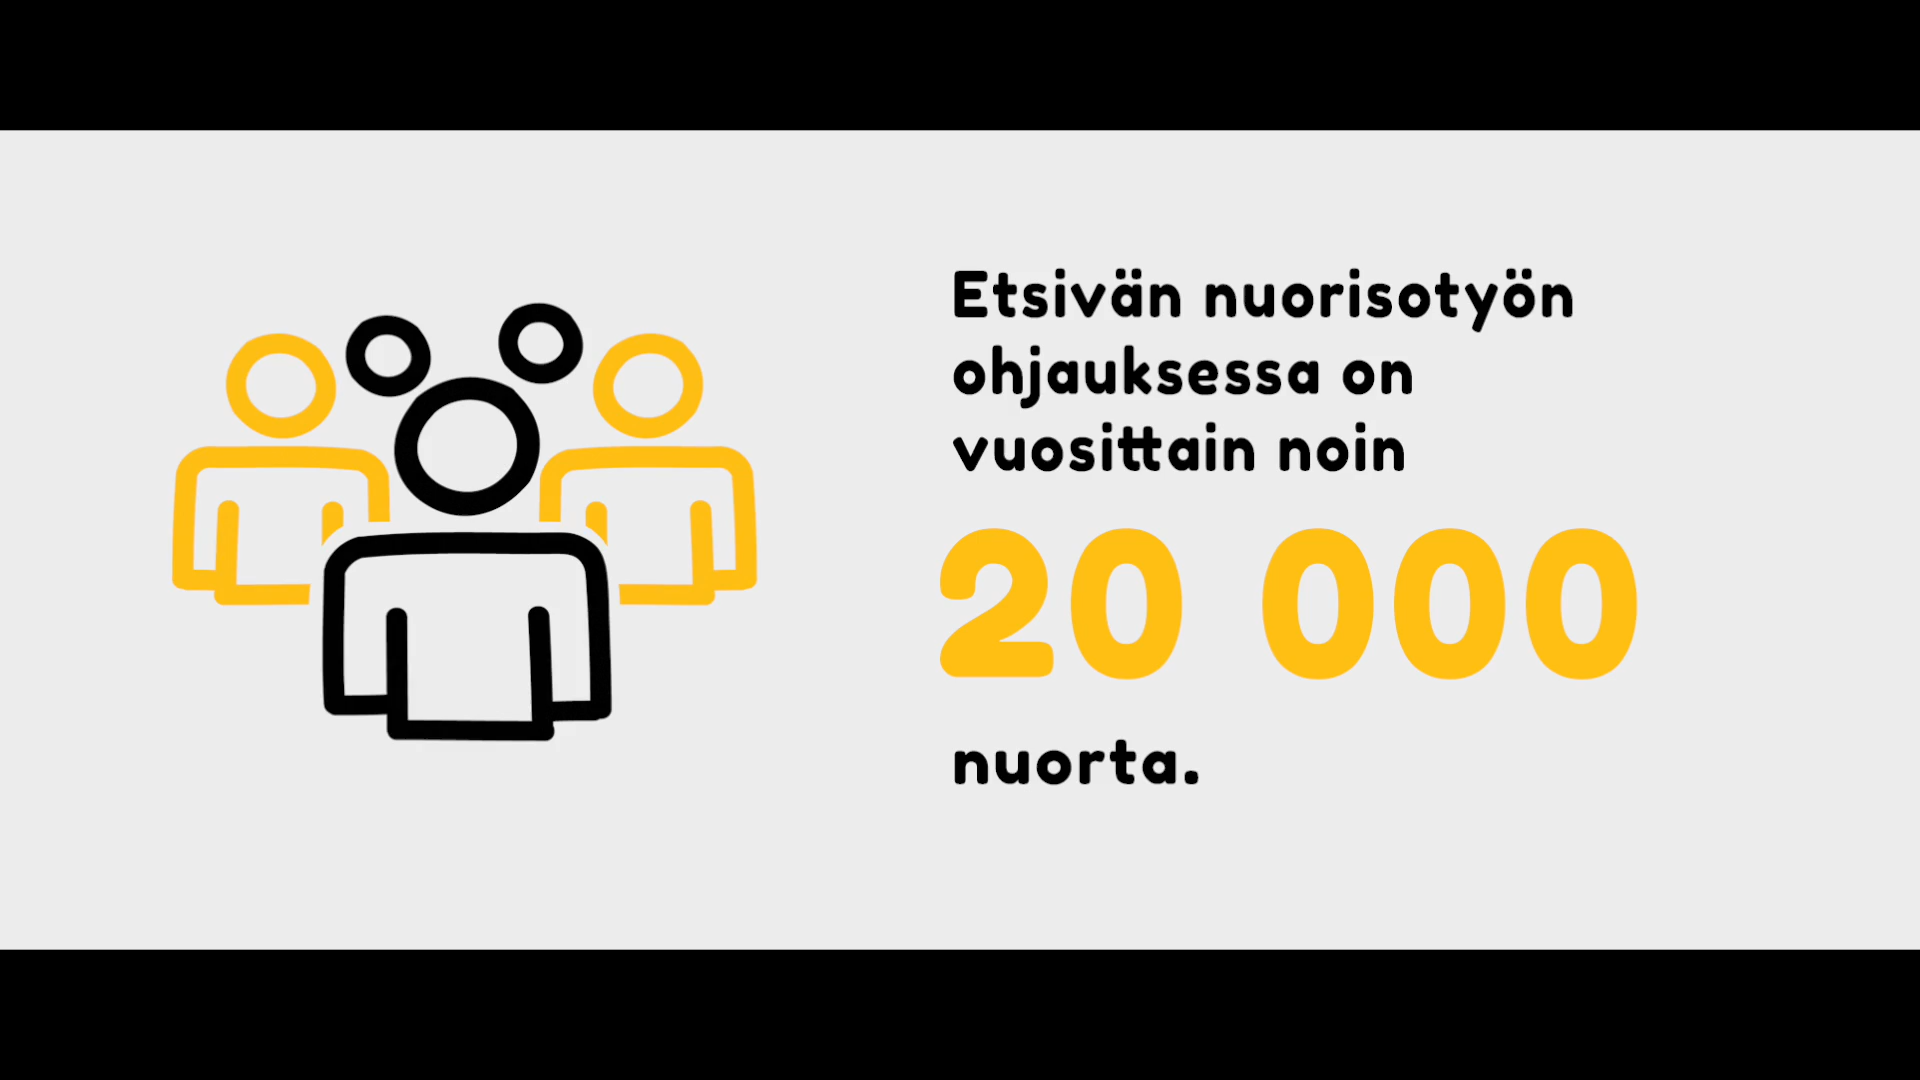 Etsivän nuorisotyön
ohjauksessa on
vuosittain noin
20 000
nuorta.